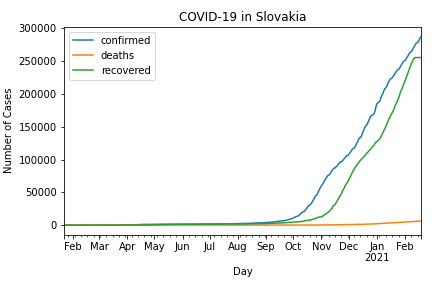 COVID-19 in Slovakia
confirmed
deaths
recovered
Number of Cases
300000
250000
200000
150000
100000
50000
0
Feb Mar Apr May Jun Jul Aug Sep Oct Nov Dec Jan Feb
2021
Day